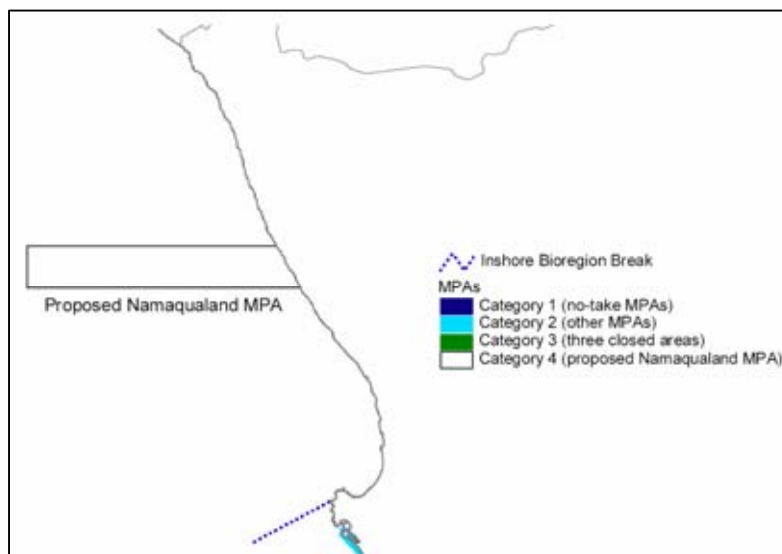 Proposed Namaqualand MPA
Inshore Bioregion Break
MPAs
Category 1 (no-take MPAs)
Category 2 (other MPAs)
Category 3 (three closed areas)
Category 4 (proposed Namaqualand MPA)